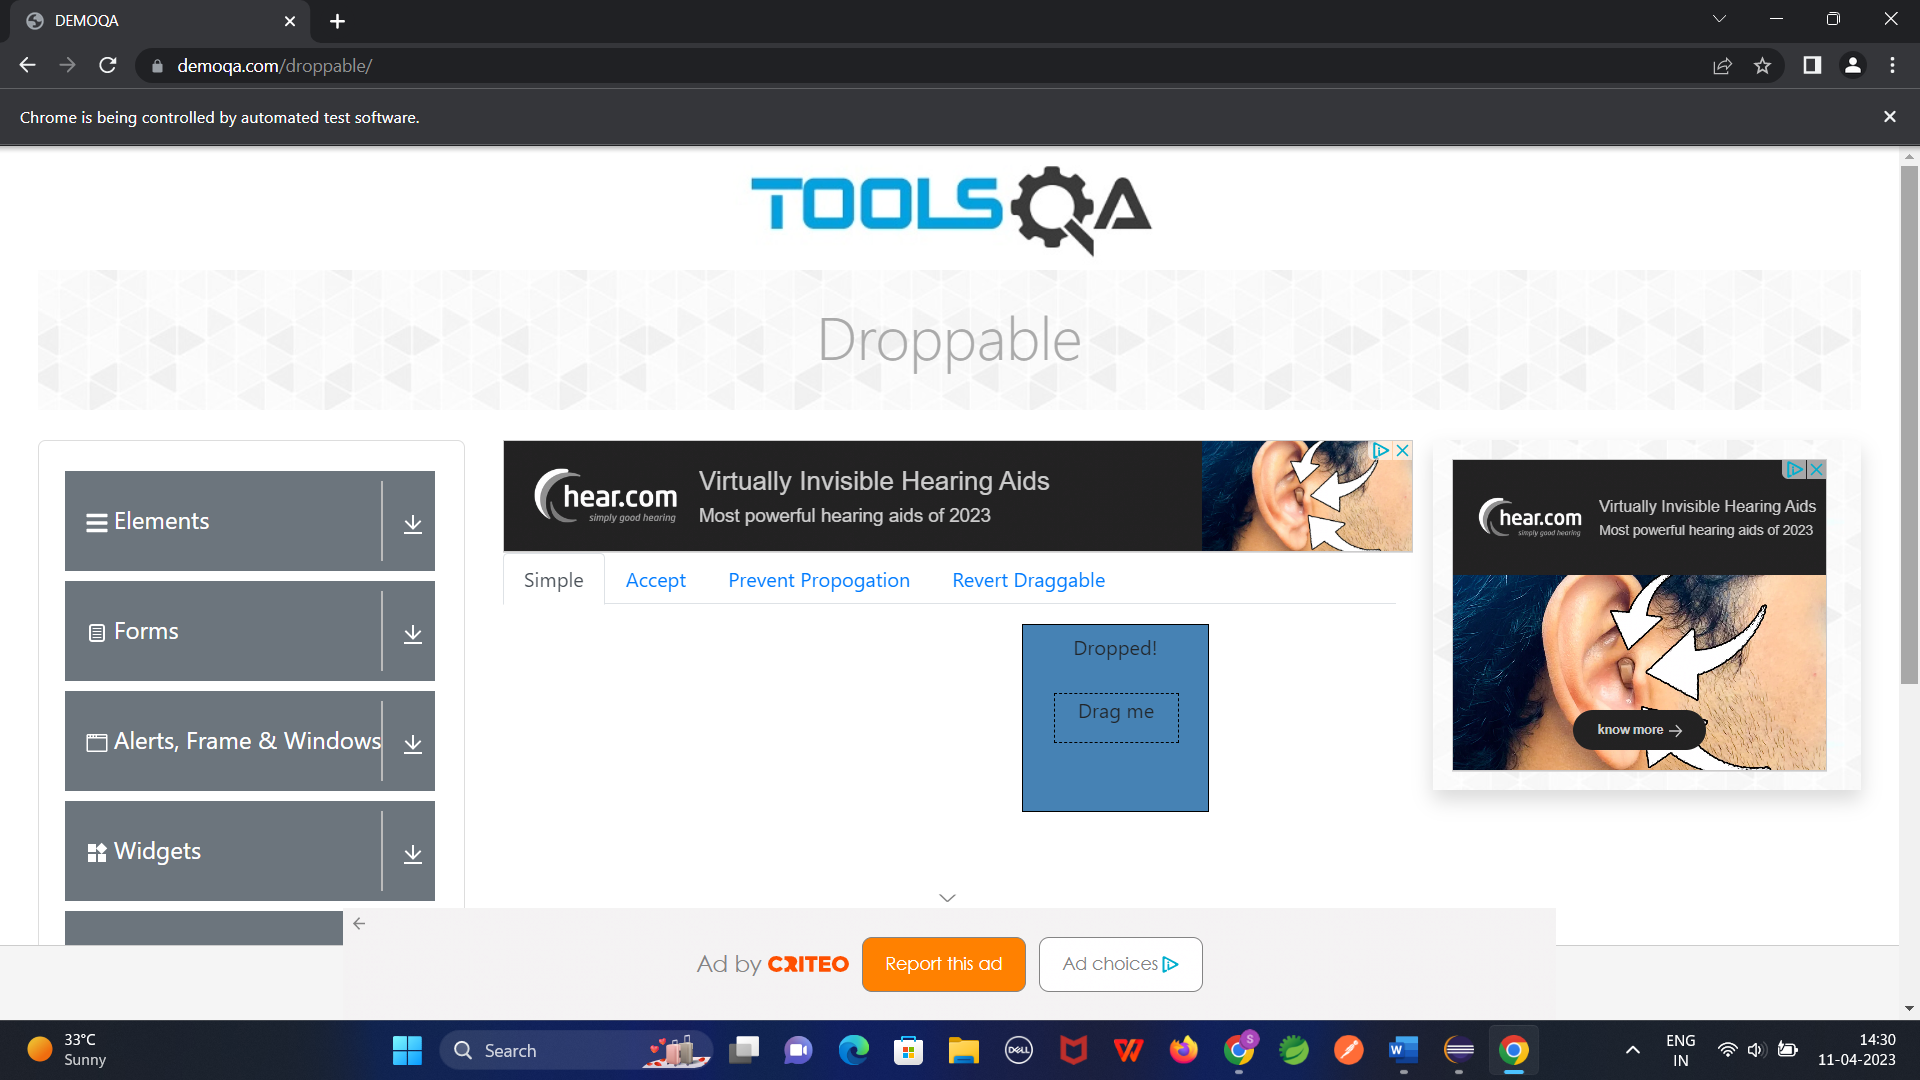 DEMOQA
demoqa.com/droppable/
Chrome is being controlled by automated test software.
TOOLSQA
Droppable
Elements
Forms
Alerts, Frame & Windows
Widgets
hear.com
simply good hearing
Virtually Invisible Hearing Aids
Most powerful hearing aids of 2023
Simple Accept Prevent Propogation Revert Draggable
Dropped!
Drag me
hear.com
simply good hearing
Virtually Invisible Hearing Aids
Most powerful hearing aids of 2023
know more
Ad by CRITEO Report this ad Ad choices
33°C
Sunny
Search
DELL
S
W
ENG
IN
14:30
11-04-2023